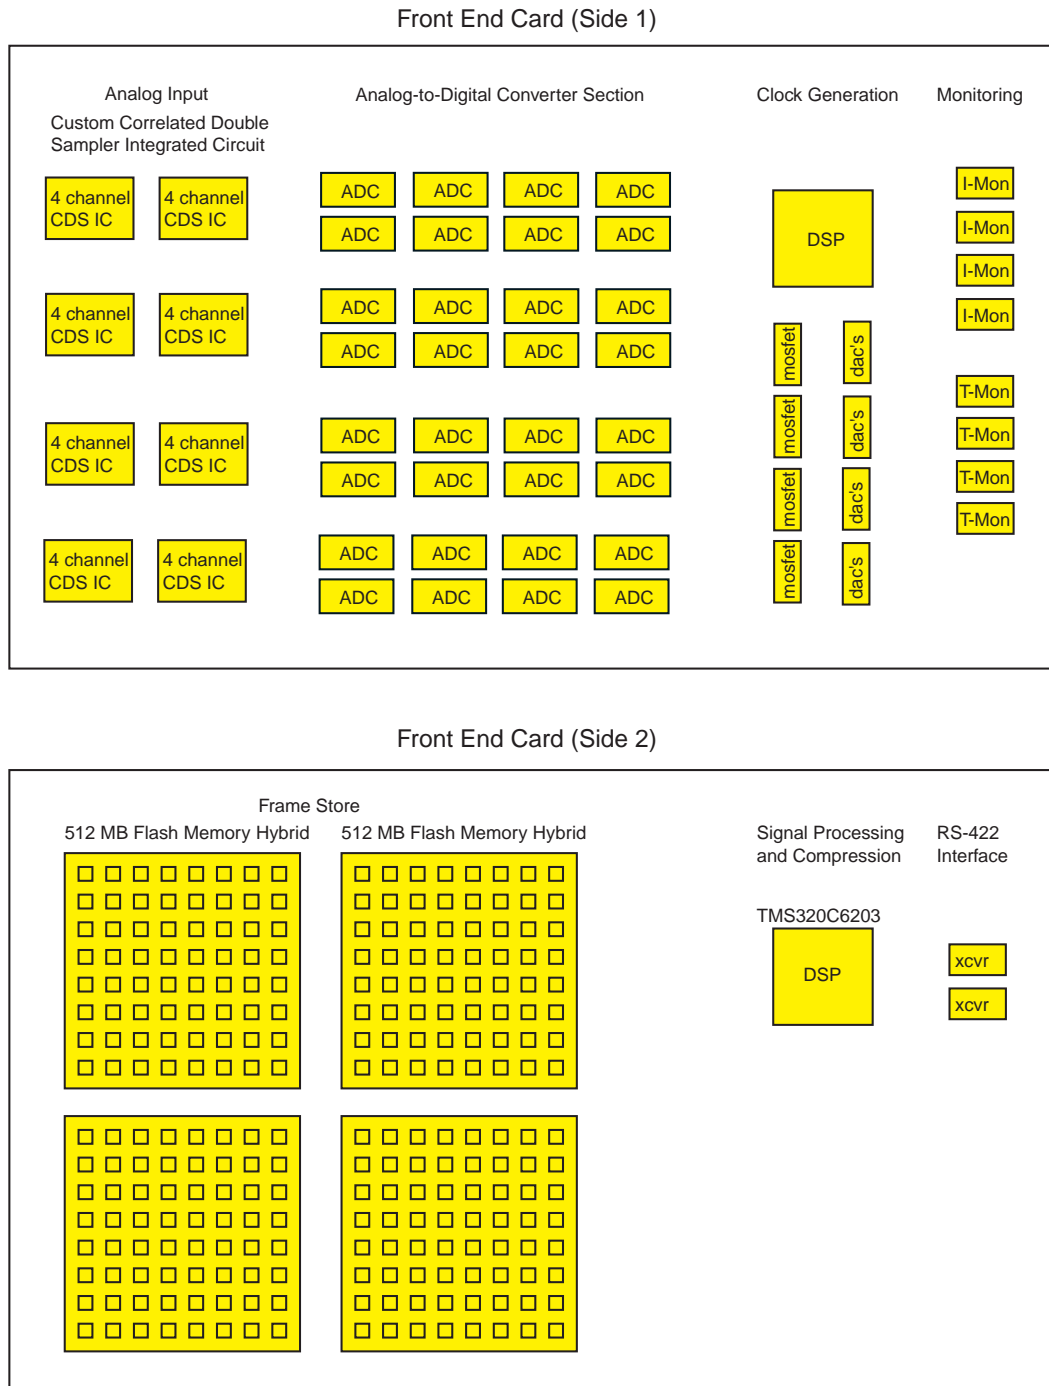 Front End Card (Side 1)
Analog Input
Analog-to-Digital Converter Section
Clock Generation
Monitoring
Custom Correlated Double
Sampler Integrated Circuit
4 channel
CDS IC
4 channel
CDS IC
4 channel
CDS IC
4 channel
CDS IC
4 channel
CDS IC
4 channel
CDS IC
4 channel
CDS IC
4 channel
CDS IC
ADC ADC ADC ADC
ADC ADC ADC ADC
ADC ADC ADC ADC
ADC ADC ADC ADC
ADC ADC ADC ADC
ADC ADC ADC ADC
ADC ADC ADC ADC
ADC ADC ADC ADC
DSP
mosfet
dac's
mosfet
dac's
mosfet
dac's
mosfet
dac's
I-Mon
I-Mon
I-Mon
I-Mon
T-Mon
T-Mon
T-Mon
T-Mon
Front End Card (Side 2)
Frame Store
512 MB Flash Memory Hybrid
512 MB Flash Memory Hybrid
Signal Processing
and Compression
TMS320C6203
DSP
RS-422
Interface
xcvr
xcvr